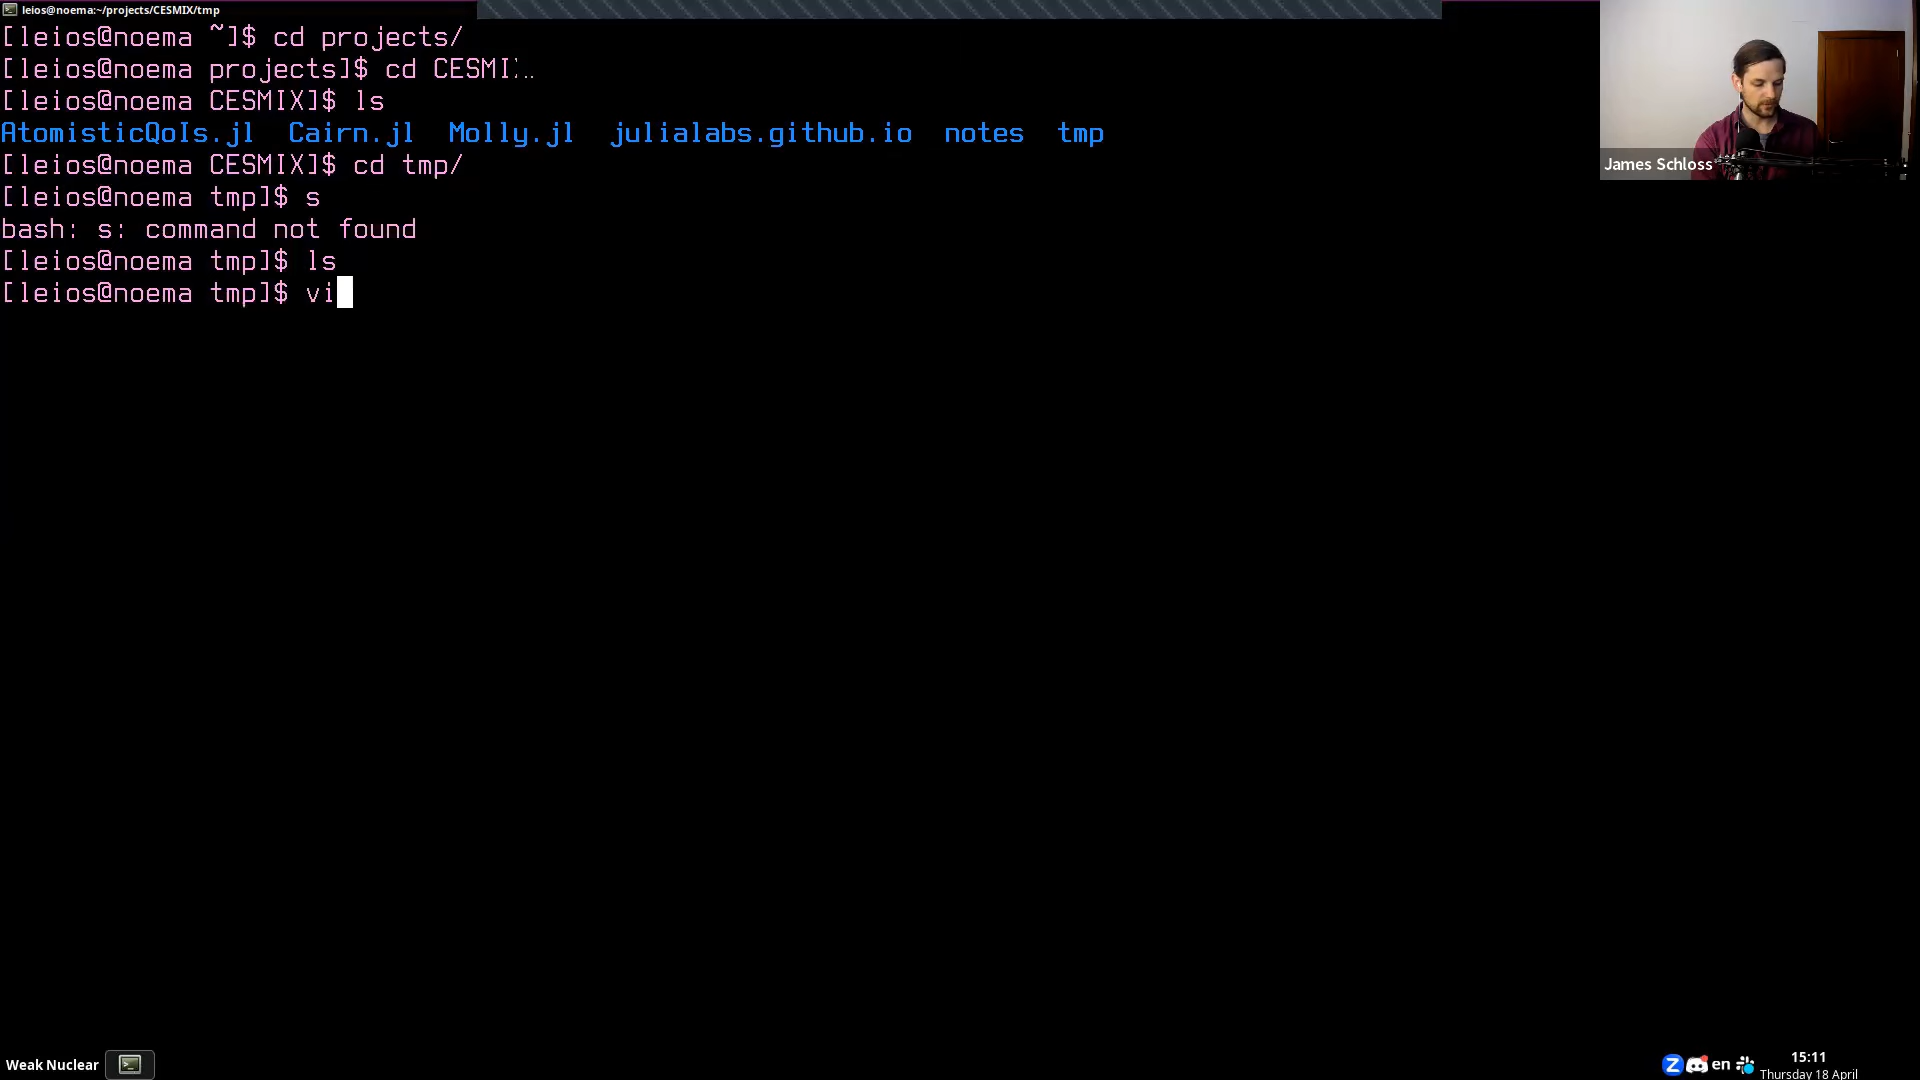 leios@noema:~/projects/CESMIX/tmp
[leios@noema ~]$ cd projects/
[leios@noema projects]$ cd CESMI
[leios@noema CESMIX]$ ls
AtomisticQoIs.jl Cairn.jl Molly.jl julialabs.github.io notes tmp
[leios@noema CESMIX]$ cd tmp/
[leios@noema tmp]$ s
bash: s: command not found
[leios@noema tmp]$ ls
[leios@noema tmp]$ vi
James Schloss
Weak Nuclear
Z en 15:11
Thursday 18 April